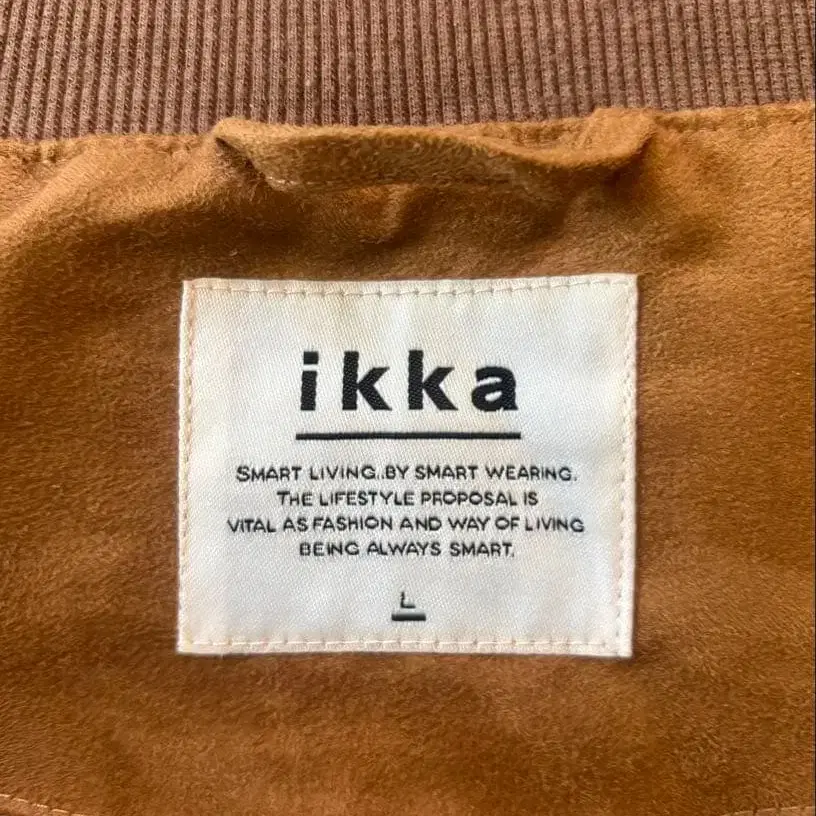 ikka
SMART LIVING..BY SMART WEARING.
THE LIFESTYLE PROPOSAL IS
VITAL AS FASHION AND WAY OF LIVING
BEING ALWAYS SMART.
L